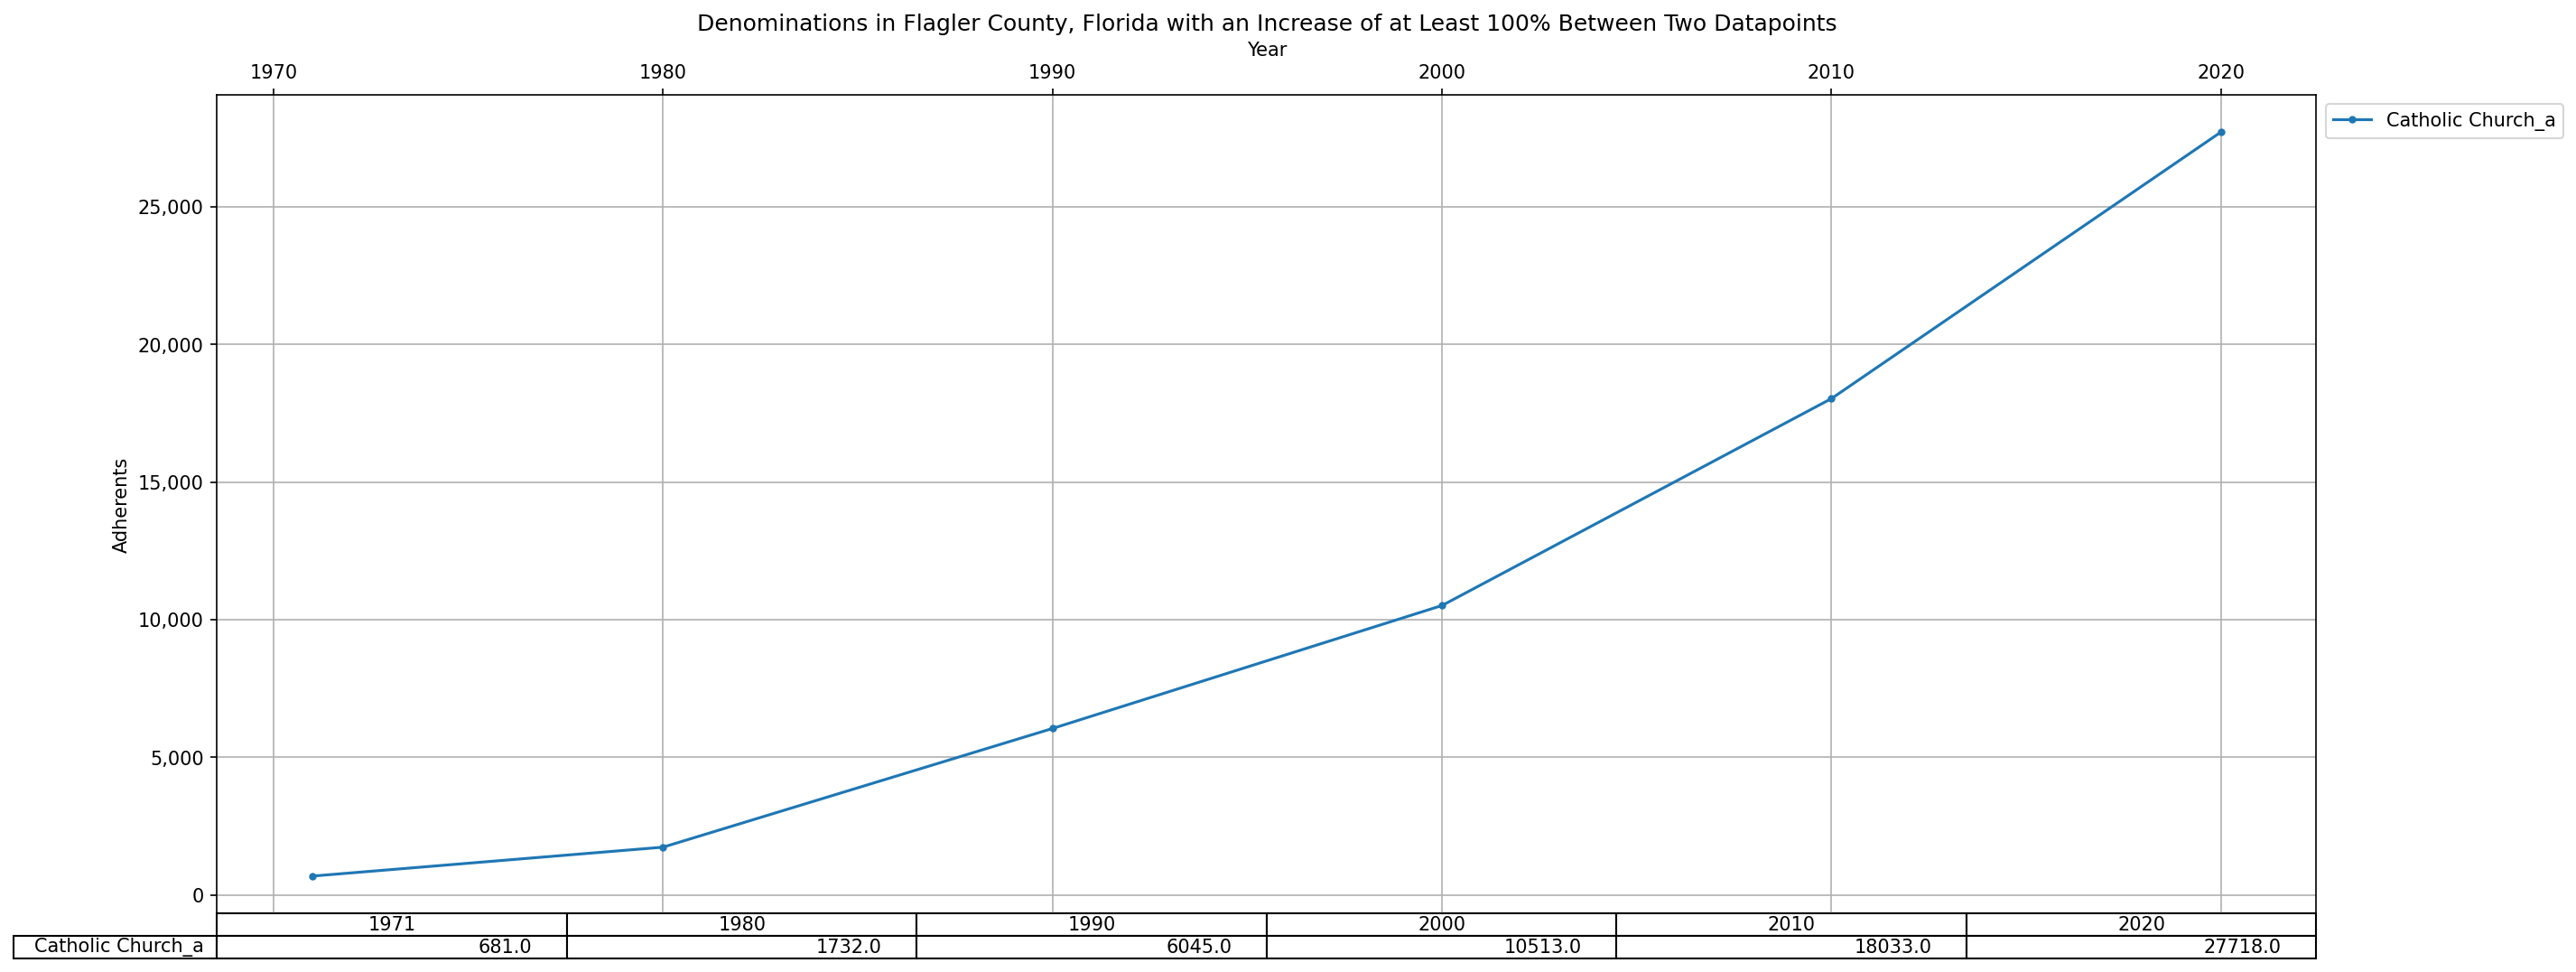 Denominations in Flagler County, Florida with an Increase of at Least 100% Between Two Datapoints
Year
1970 1980 1990 2000 2010 2020
Catholic Church_a
25,000
20,000
15,000
10,000
5,000
0
Adherents
1971 1980 1990 2000 2010 2020
Catholic Church_a 681.0 1732.0 6045.0 10513.0 18033.0 27718.0